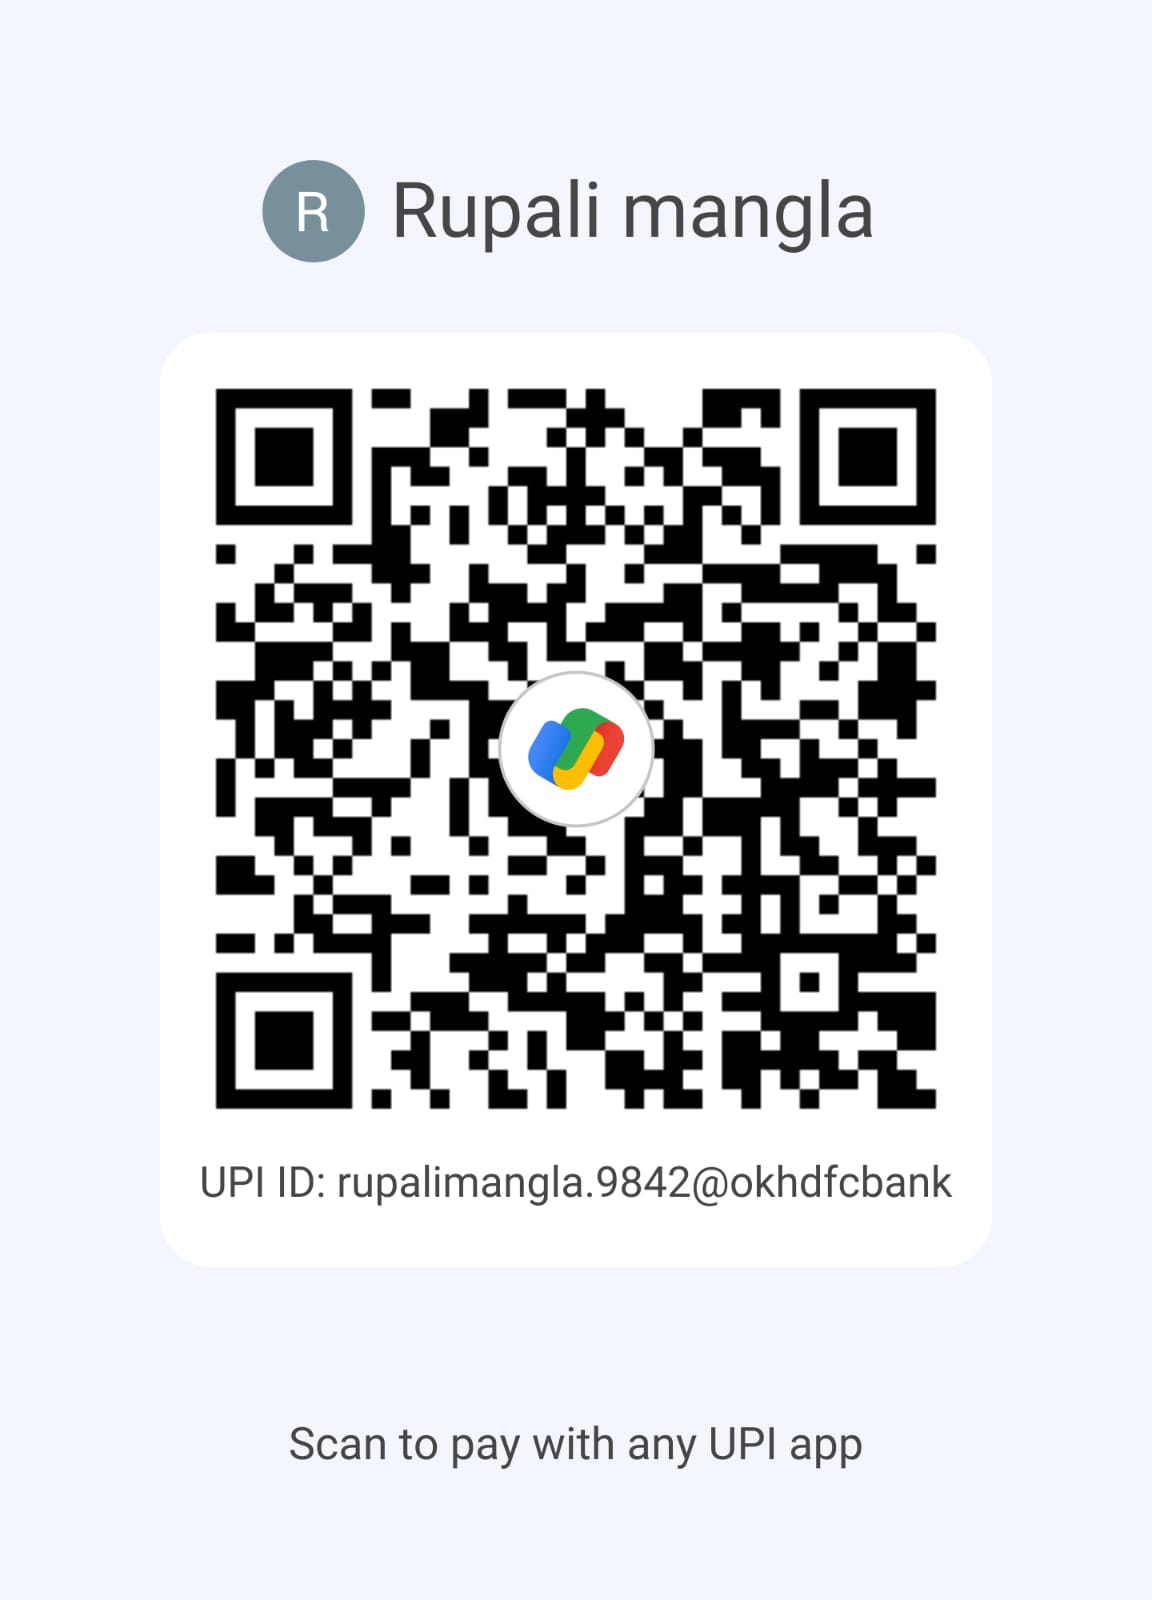 R Rupali mangla
UPI ID: rupalimangla.9842@okhdfcbank
Scan to pay with any UPI app